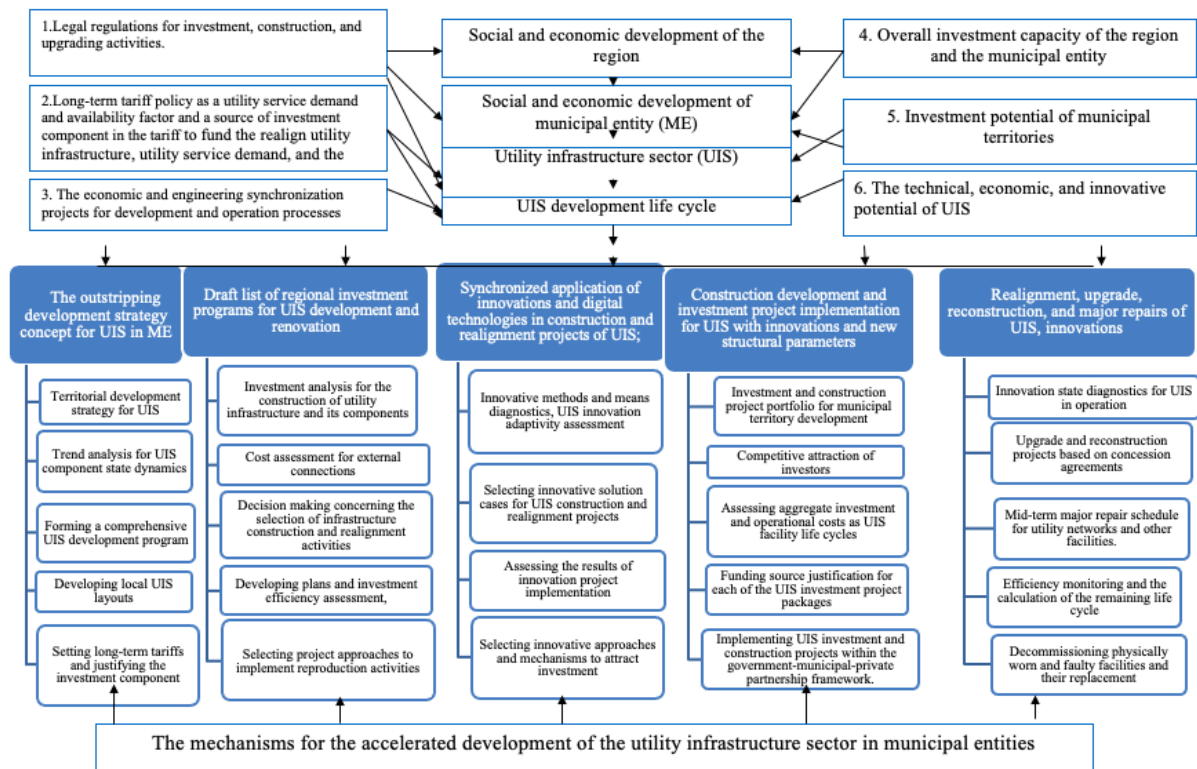 1.Legal regulations for investment, construction, and
upgrading activities.
2.Long-term tariff policy as a utility service demand
and availability factor and a source of investment
component in the tariff to fund the realign utility
infrastructure, utility service demand, and the
3. The economic and engineering synchronization
projects for development and operation processes
Social and economic development of the
region
Social and economic development of
municipal entity (ME)
Utility infrastructure sector (UIS)
UIS development life cycle
4. Overall investment capacity of the region
and the municipal entity
5. Investment potential of municipal
territories
6. The technical, economic, and innovative
potential of UIS
The outstripping
development strategy
concept for UIS in ME
Territorial development
strategy for UIS
Trend analysis for UIS
component state dynamics
Forming a comprehensive
UIS development program
Developing local UIS
layouts
Setting long-term tariffs
and justifying the
investment component
Draft list of regional investment
programs for UIS development and
renovation
Investment analysis for the
construction of utility
infrastructure and its components
Cost assessment for external
connections
Decision making concerning the
selection of infrastructure
construction and realignment
activities
Developing plans and investment
efficiency assessment,
Selecting project approaches to
implement reproduction activities
Synchronized application of
innovations and digital
technologies in construction and
realignment projects of UIS;
Innovative methods and means
diagnostics, UIS innovation
adaptivity assessment
Selecting innovative solution
cases for UIS construction and
realignment projects
Assessing the results of
innovation project
implementation
Selecting innovative approaches
and mechanisms to attract
investment
Construction development and
investment project implementation
for UIS with innovations and new
structural parameters
Investment and construction
project portfolio for municipal
territory development
Competitive attraction of
investors
Assessing aggregate investment
and operational costs as UIS
facility life cycles
Funding source justification for
each of the UIS investment project
packages
Implementing UIS investment and
construction projects within the
government-municipal-private
partnership framework.
Realignment, upgrade,
reconstruction, and major repairs of
UIS, innovations
Innovation state diagnostics for UIS
in operation
Upgrade and reconstruction
projects based on concession
agreements
Mid-term major repair schedule
for utility networks and other
facilities.
Efficiency monitoring and the
calculation of the remaining life
cycle
Decommissioning physically
worn and faulty facilities and
their replacement
The mechanisms for the accelerated development of the utility infrastructure sector in municipal entities